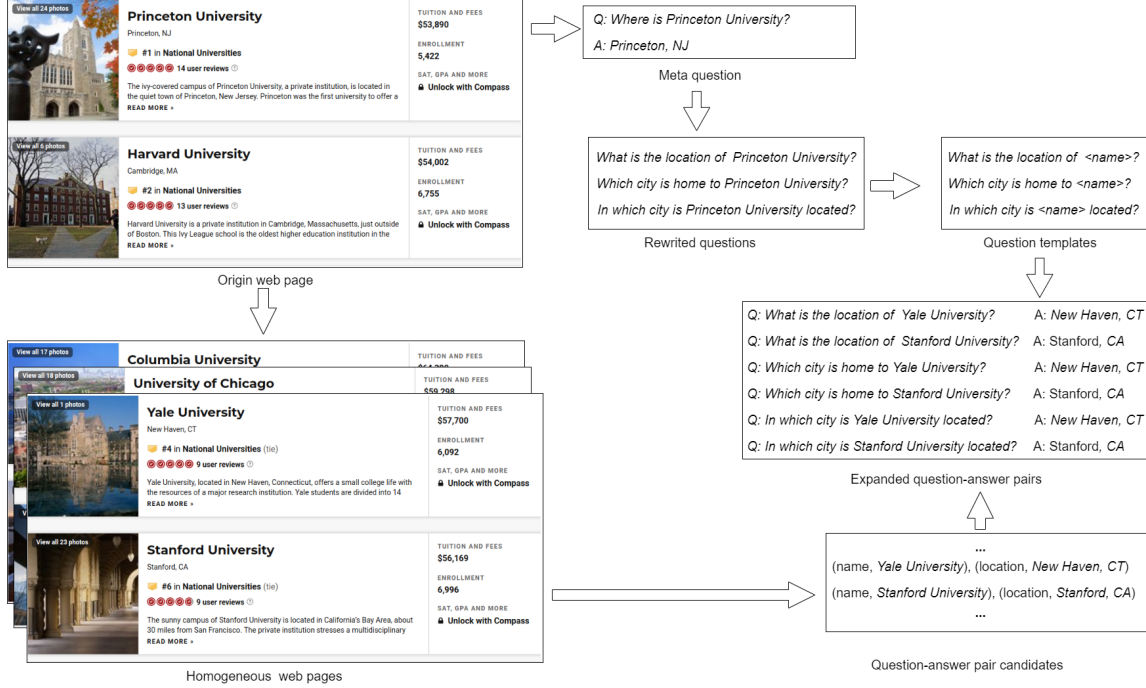 View all 24 photos
Princeton University
Princeton, NJ
#1 in National Universities
14 user reviews
The ivy-covered campus of Princeton University, a private institution, is located in
the quiet town of Princeton, New Jersey. Princeton was the first university to offer a
READ MORE »
TUITION AND FEES
$53,890
ENROLLMENT
5,422
SAT, GPA AND MORE
Unlock with Compass
View all 6 photos
Harvard University
Cambridge, MA
#2 in National Universities
13 user reviews
Harvard University is a private institution in Cambridge, Massachusetts, just outside
of Boston. This Ivy League school is the oldest higher education institution in the
READ MORE »
TUITION AND FEES
$54,002
ENROLLMENT
6,755
SAT, GPA AND MORE
Unlock with Compass
Origin web page
Q: Where is Princeton University?
A: Princeton, NJ
Meta question
What is the location of Princeton University?
Which city is home to Princeton University?
In which city is Princeton University located?
Rewrited questions
What is the location of <name>?
Which city is home to <name>?
In which city is <name> located?
Question templates
Q: What is the location of Yale University? A: New Haven, CT
Q: What is the location of Stanford University? A: Stanford, CA
Q: Which city is home to Yale University? A: New Haven, CT
Q: Which city is home to Stanford University? A: Stanford, CA
Q: In which city is Yale University located? A: New Haven, CT
Q: In which city is Stanford University located? A: Stanford, CA
Expanded question-answer pairs
View all 17 photos
Columbia University
TUITION AND FEES
View all 18 photos
University of Chicago
TUITION AND FEES
$59,298
View all 1 photos
Yale University
New Haven, CT
#4 in National Universities (tie)
9 user reviews
Yale University, located in New Haven, Connecticut, offers a small college life with
the resources of a major research institution. Yale students are divided into 14
READ MORE »
TUITION AND FEES
$57,700
ENROLLMENT
6,092
SAT, GPA AND MORE
Unlock with Compass
View all 23 photos
Stanford University
Stanford, CA
#6 in National Universities (tie)
9 user reviews
The sunny campus of Stanford University is located in California's Bay Area, about
30 miles from San Francisco. The private institution stresses a multidisciplinary
READ MORE »
TUITION AND FEES
$56,169
ENROLLMENT
6,996
SAT, GPA AND MORE
Unlock with Compass
Homogeneous web pages
...
(name, Yale University), (location, New Haven, CT)
(name, Stanford University), (location, Stanford, CA)
...
Question-answer pair candidates